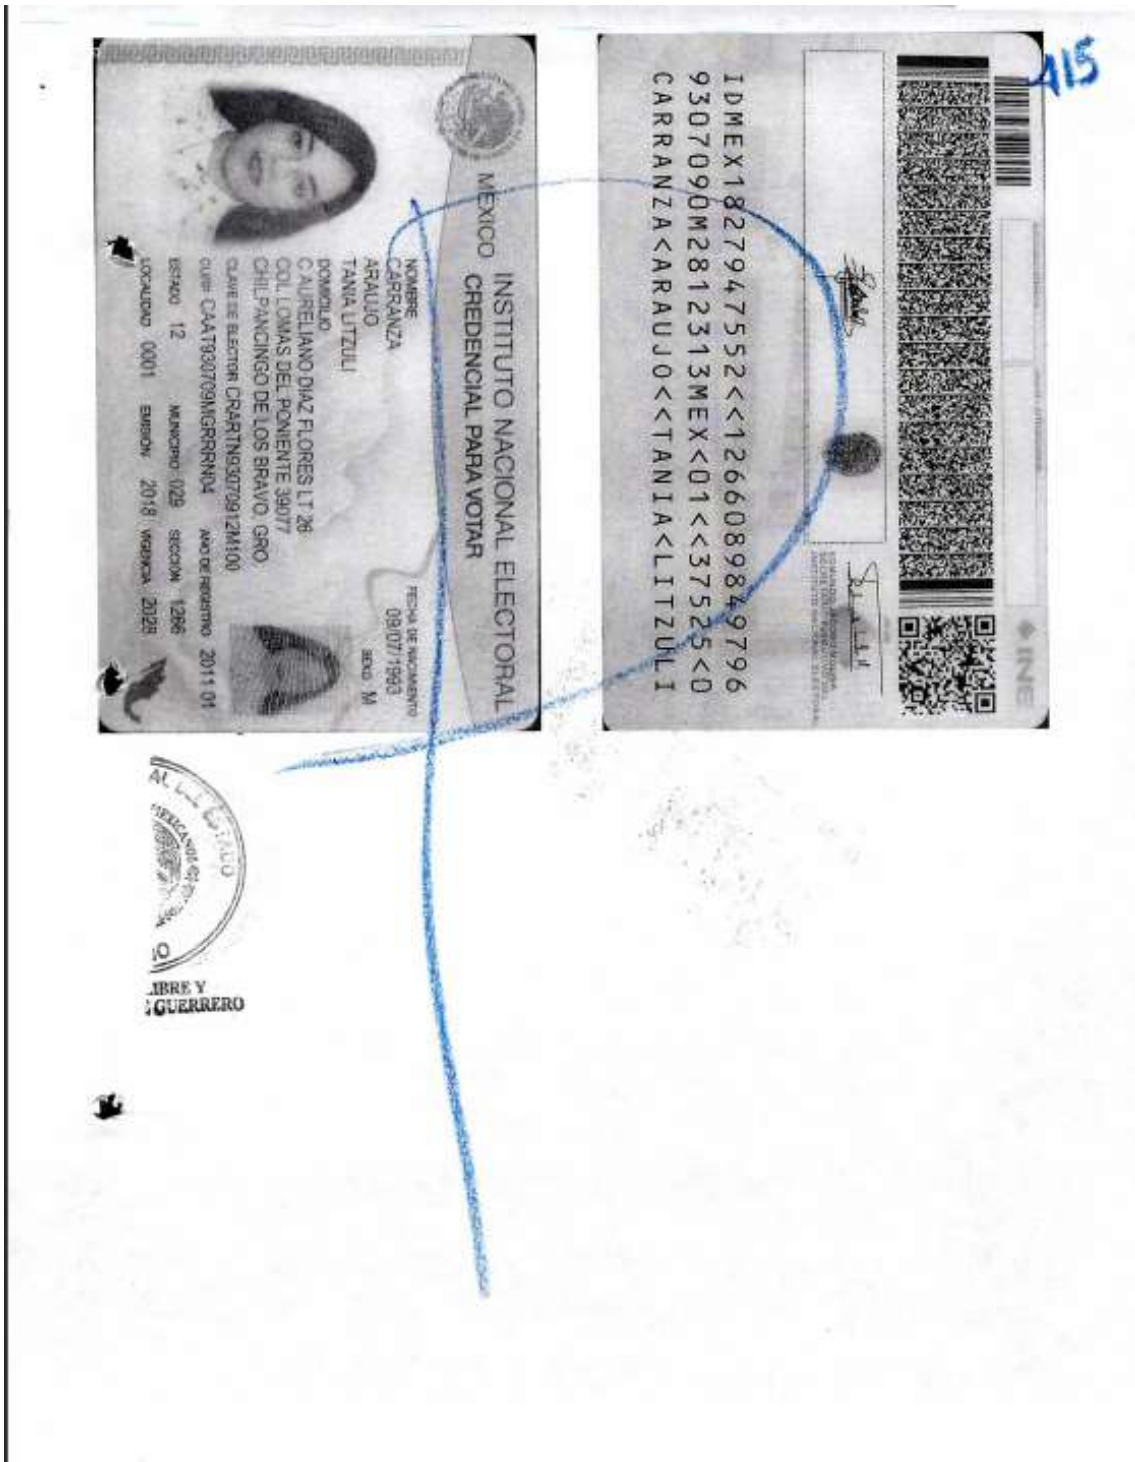 415
MÉXICO INSTITUTO NACIONAL ELECTORAL
CREDENCIAL PARA VOTAR
NOMBRE
CARRANZA
ARAUJO
TANIA LITZULI
FECHA DE NACIMIENTO
09/07/1993
SEXO M
DOMICILIO
C AURELIANO DIAZ FLORES LT 26
COL LOMAS DEL PONIENTE 39077
CHILPANCINGO DE LOS BRAVO, GRO.
CLAVE DE ELECTOR CRARTN93070912M100
CURP CAAT930709MGRRRN04 AÑO DE REGISTRO 2011 01
ESTADO 12 MUNICIPIO 029 SECCIÓN 1286
LOCALIDAD 0001 EMISIÓN 2018 VIGENCIA 2028
INE
IDMEX1827947552<<1266089849796
9307090M2812313MEX<01<<37525<0
CARRANZA<ARAUJO<<TANIA<LITZULI
MEXICANOS
IBRE Y
GUERRERO